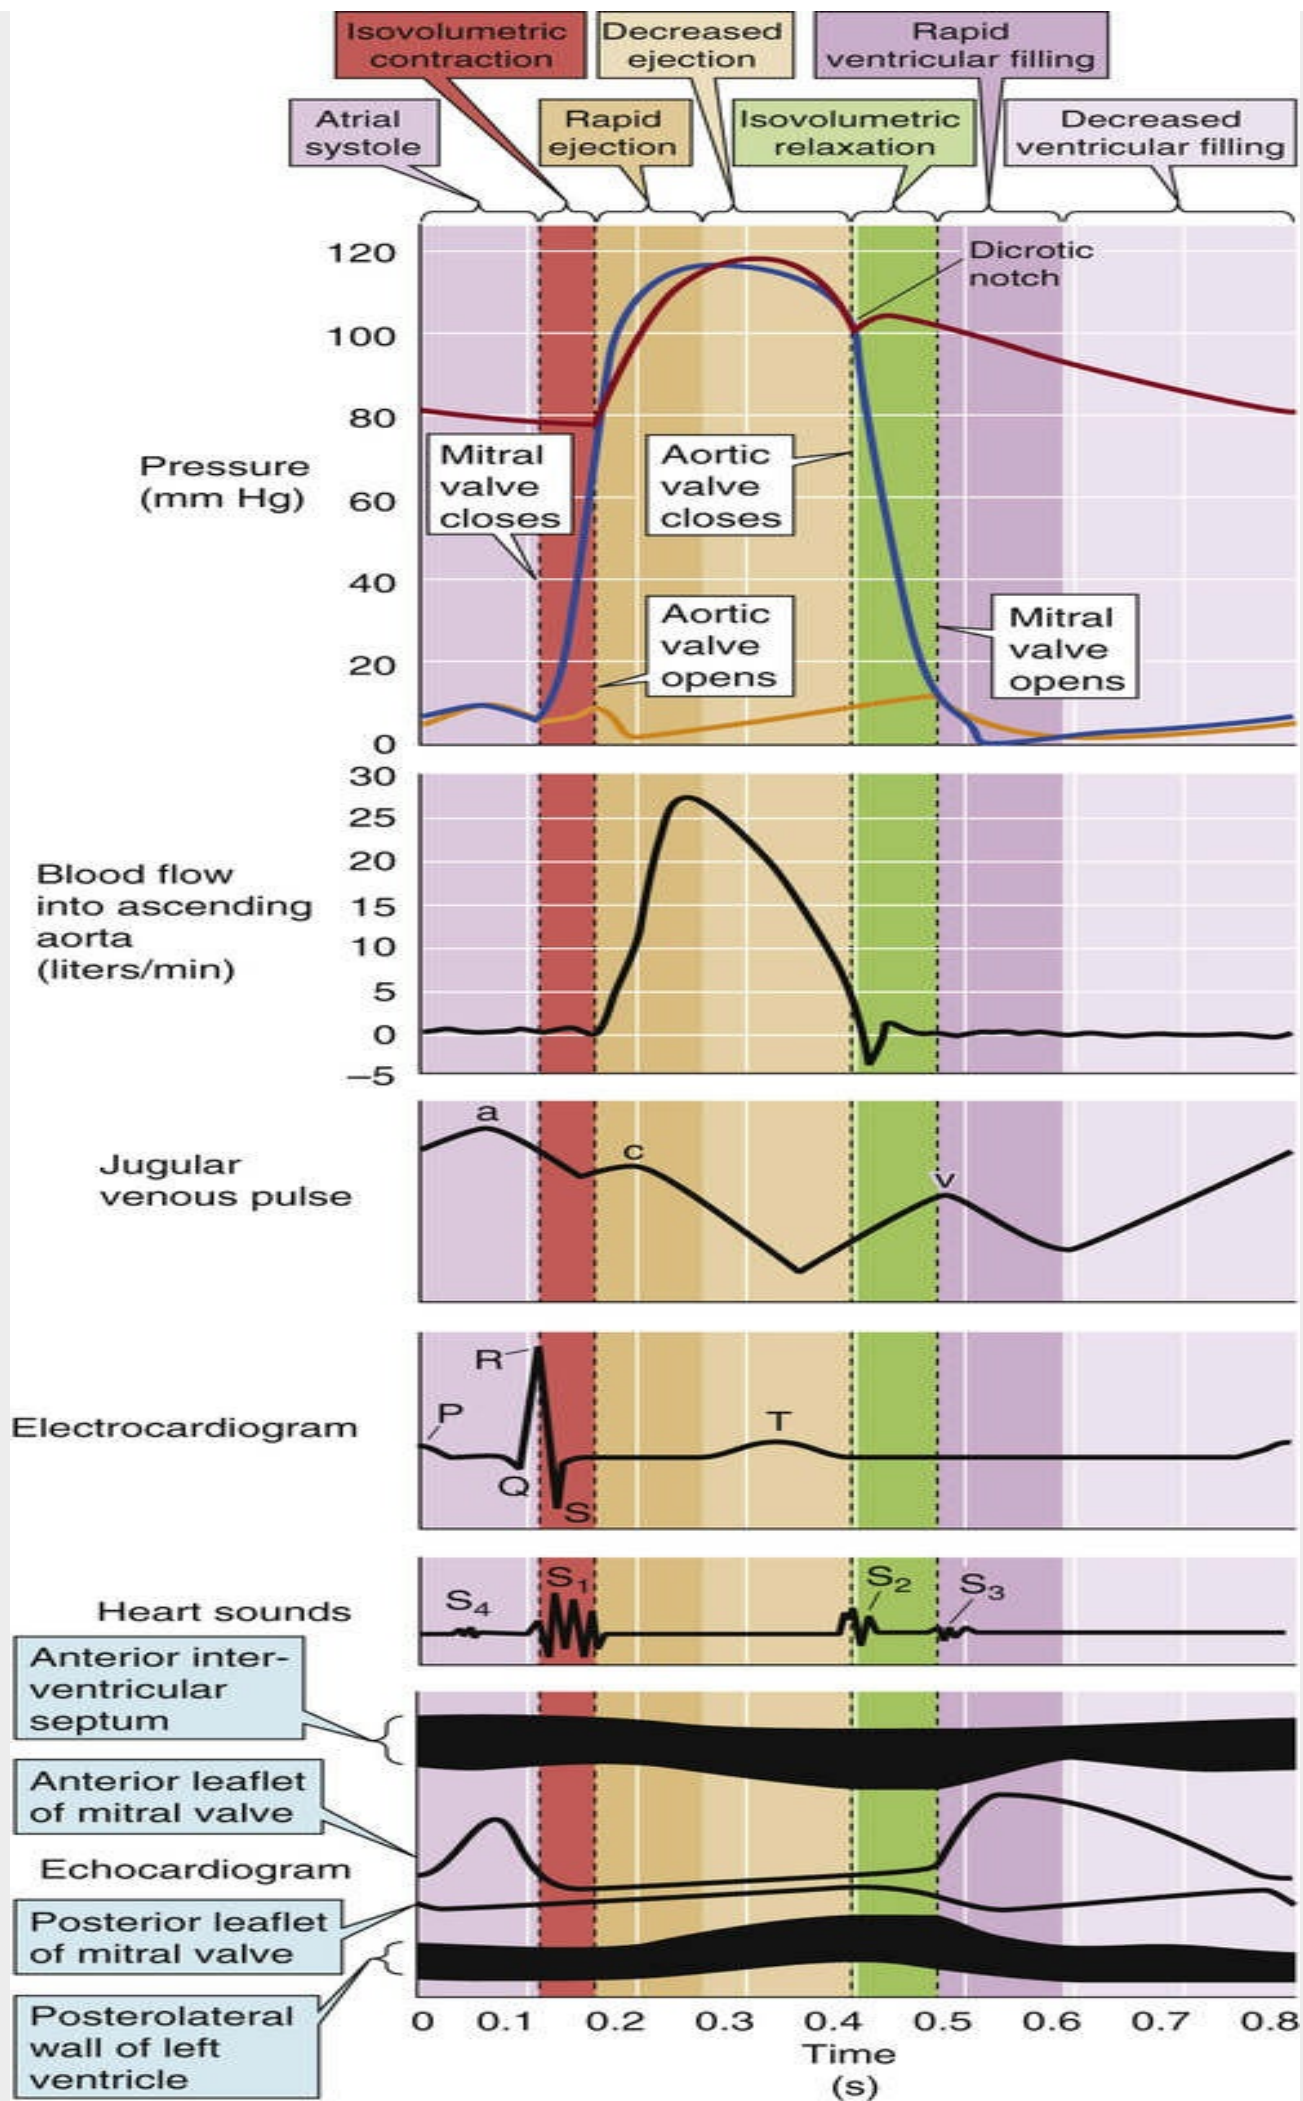 Isovolumetric
contraction
Decreased
ejection
Rapid
ventricular filling
Atrial
systole
Rapid
ejection
Isovolumetric
relaxation
Decreased
ventricular filling
120
100
80
60
40
20
0
Pressure
(mm Hg)
Dicrotic
notch
Mitral
valve
closes
Aortic
valve
closes
Aortic
valve
opens
Mitral
valve
opens
30
25
20
15
10
5
0
–5
Blood flow
into ascending
aorta
(liters/min)
Jugular
venous pulse
a
c
v
Electrocardiogram
P
R
Q
S
T
Heart sounds
S4
S1
S2
S3
Anterior inter-
ventricular
septum
Anterior leaflet
of mitral valve
Echocardiogram
Posterior leaflet
of mitral valve
Posterolateral
wall of left
ventricle
0 0.1 0.2 0.3 0.4 0.5 0.6 0.7 0.8
Time
(s)